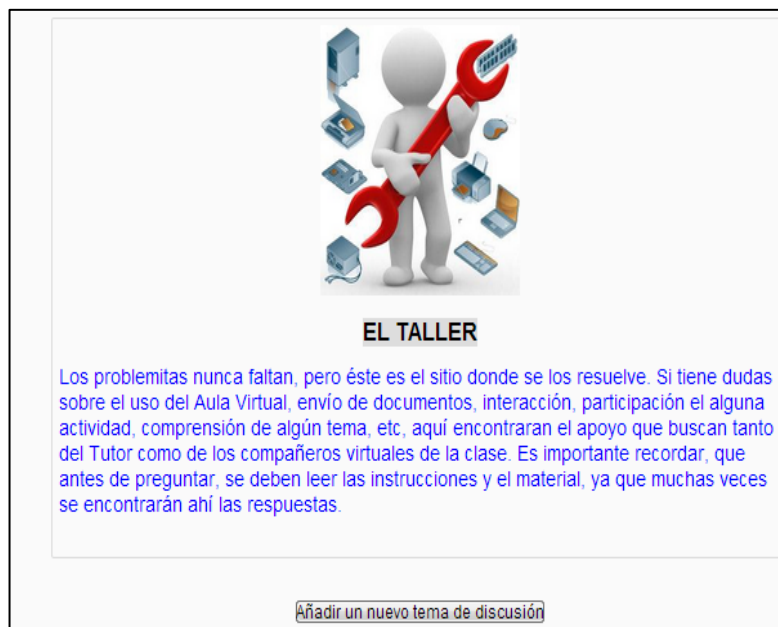 EL TALLER
Los problemitas nunca faltan, pero éste es el sitio donde se los resuelve. Si tiene dudas
sobre el uso del Aula Virtual, envío de documentos, interacción, participación el alguna
actividad, comprensión de algún tema, etc, aquí encontraran el apoyo que buscan tanto
del Tutor como de los compañeros virtuales de la clase. Es importante recordar, que
antes de preguntar, se deben leer las instrucciones y el material, ya que muchas veces
se encontrarán ahí las respuestas.
Añadir un nuevo tema de discusión